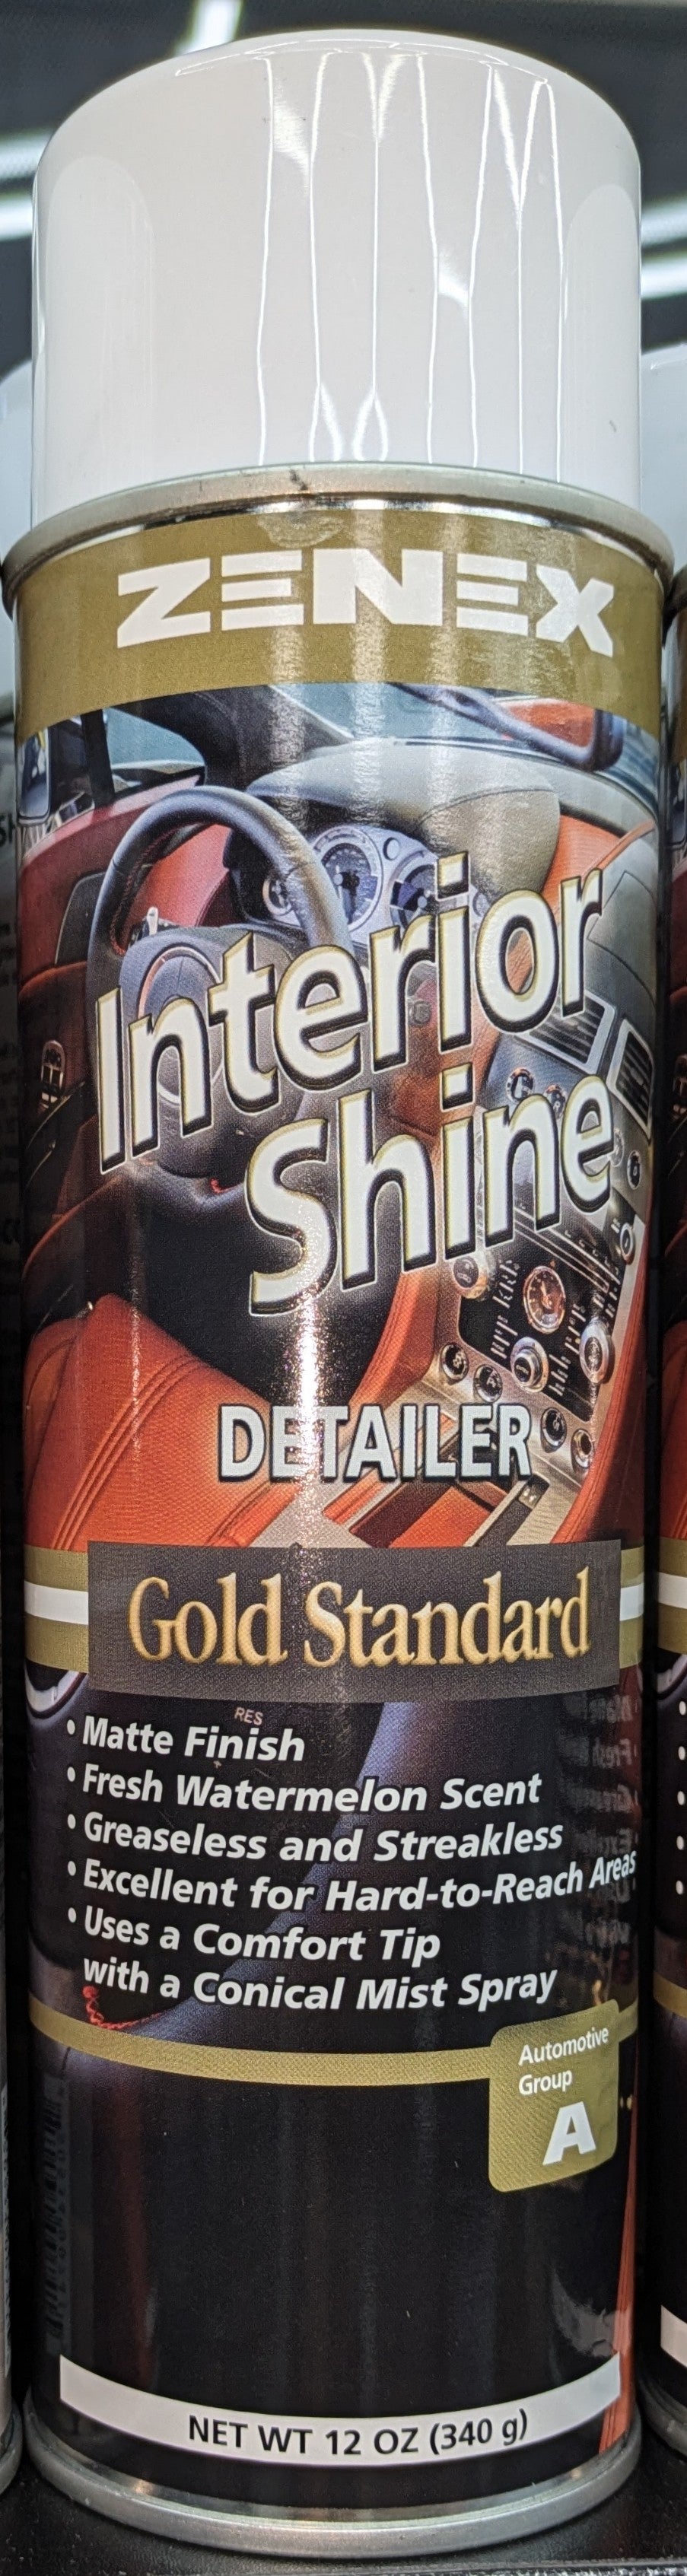 ZENEX
Interior
Shine
DETAILER
Gold Standard
RES
• Matte Finish
• Fresh Watermelon Scent
• Greaseless and Streakless
• Excellent for Hard-to-Reach Areas
• Uses a Comfort Tip
with a Conical Mist Spray
Automotive
Group
A
NET WT 12 OZ (340 g)